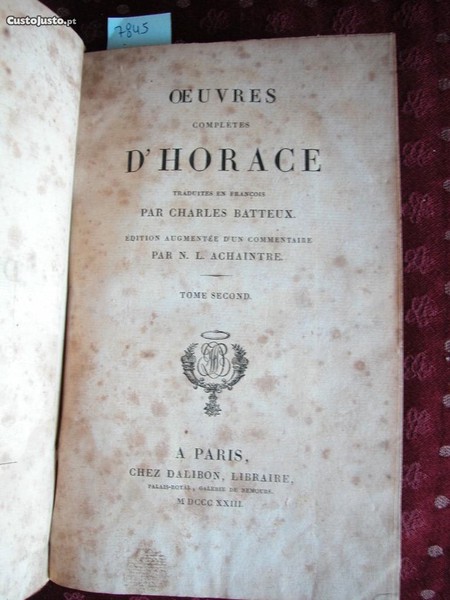 CustoJusto.pt
7845
ŒUVRES
COMPLÈTES
D'HORACE
TRADUITES EN FRANÇOIS
PAR CHARLES BATTEUX.
ÉDITION AUGMENTÉE D'UN COMMENTAIRE
PAR N. L. ACHAINTRE.
TOME SECOND.
A PARIS,
CHEZ DALIBON, LIBRAIRE,
PALAIS-ROYAL, GALERIE DE NEMOURS.
M DCCC XXIII.